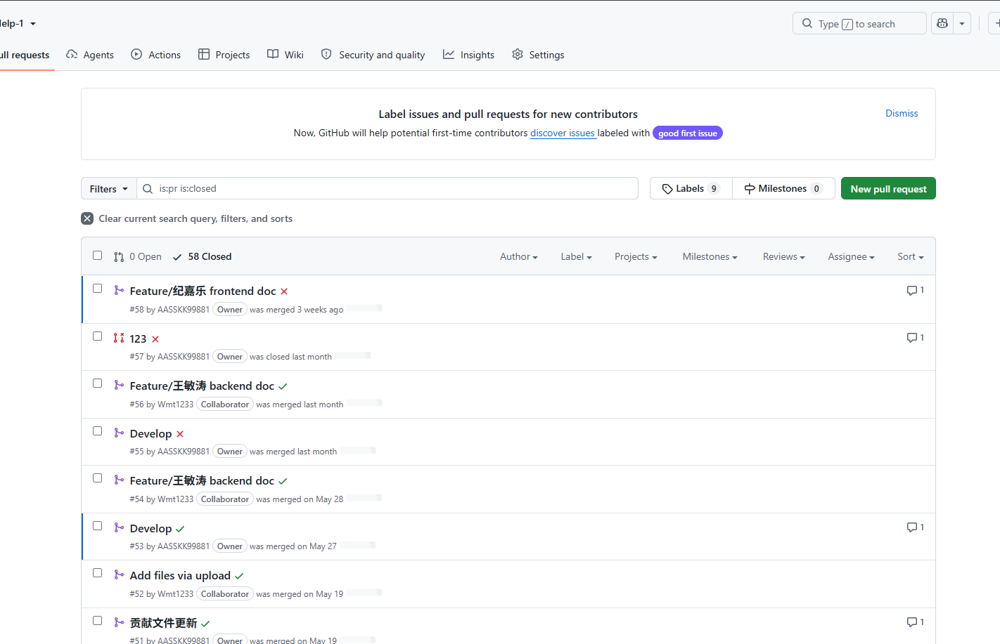 Help-1
Type / to search
ull requests Agents Actions Projects Wiki Security and quality Insights Settings
Label issues and pull requests for new contributors
Dismiss
Now, GitHub will help potential first-time contributors discover issues labeled with good first issue
Filters is:pr is:closed Labels 9 Milestones 0 New pull request
Clear current search query, filters, and sorts
0 Open 58 Closed Author Label Projects Milestones Reviews Assignee Sort
Feature/纪嘉乐 frontend doc 1
#58 by AASSKK99881 Owner was merged 3 weeks ago
123 1
#57 by AASSKK99881 Owner was closed last month
Feature/王敏涛 backend doc
#56 by Wmt1233 Collaborator was merged last month
Develop
#55 by AASSKK99881 Owner was merged last month
Feature/王敏涛 backend doc
#54 by Wmt1233 Collaborator was merged on May 28
Develop 1
#53 by AASSKK99881 Owner was merged on May 27
Add files via upload
#52 by Wmt1233 Collaborator was merged on May 19
贡献文件更新 1
#51 by AASSKK99881 Owner was merged on May 19